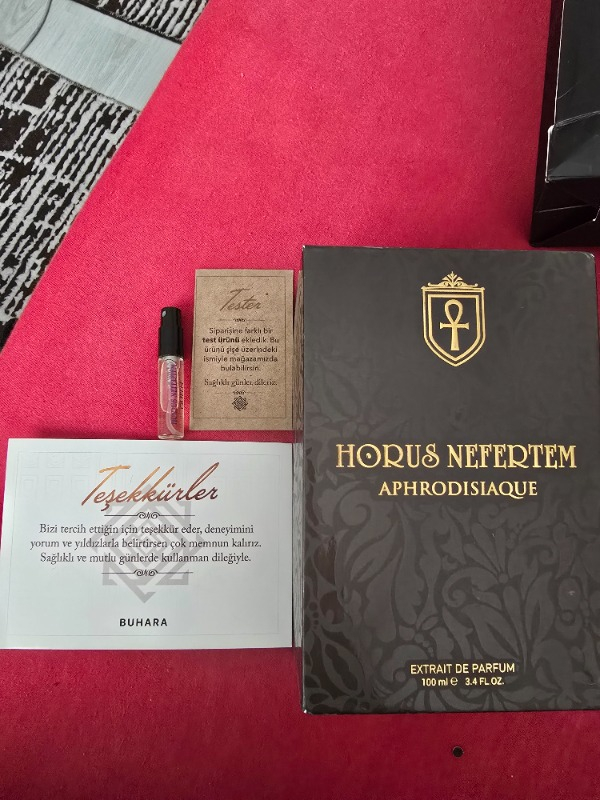 Tester
Siparişine farklı bir
test ürünü ekledik. Bu
ürünü şişe üzerindeki
ismiyle mağazamızda
bulabilirsin.
Sağlıklı günler dileriz.
Teşekkürler
Bizi tercih ettiğin için teşekkür eder, deneyimini
yorum ve yıldızlarla belirtirsen çok memnun kalırız.
Sağlıklı ve mutlu günlerde kullanman dileğiyle.
BUHARA
HORUS NEFERTEM
APHRODISIAQUE
EXTRAIT DE PARFUM
100 ml ℮ 3.4 FL OZ.